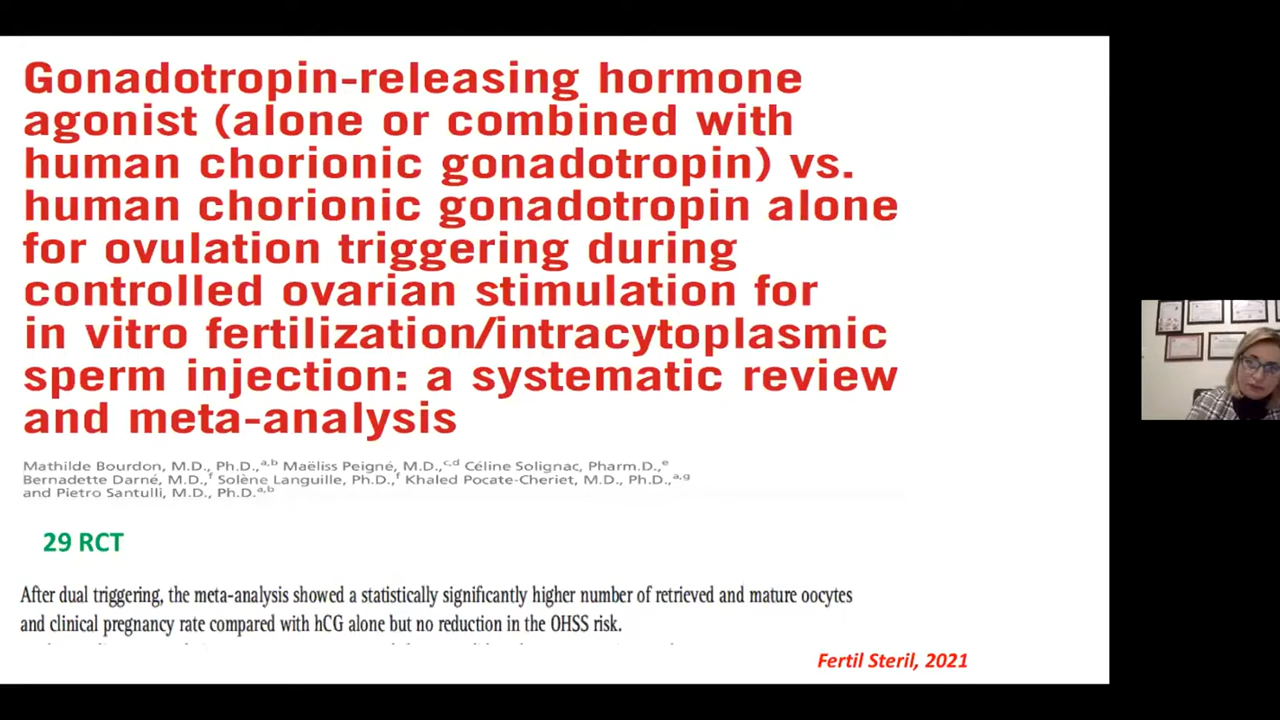 Gonadotropin-releasing hormone
agonist (alone or combined with
human chorionic gonadotropin) vs.
human chorionic gonadotropin alone
for ovulation triggering during
controlled ovarian stimulation for
in vitro fertilization/intracytoplasmic
sperm injection: a systematic review
and meta-analysis
Mathilde Bourdon, M.D., Ph.D.,a,b Maëliss Peigné, M.D.,c,d Céline Solignac, Pharm.D.,e
Bernadette Darné, M.D.,f Solène Languille, Ph.D.,f Khaled Pocate-Cheriet, M.D., Ph.D.,a,g
and Pietro Santulli, M.D., Ph.D.a,b
29 RCT
After dual triggering, the meta-analysis showed a statistically significantly higher number of retrieved and mature oocytes
and clinical pregnancy rate compared with hCG alone but no reduction in the OHSS risk.
Fertil Steril, 2021